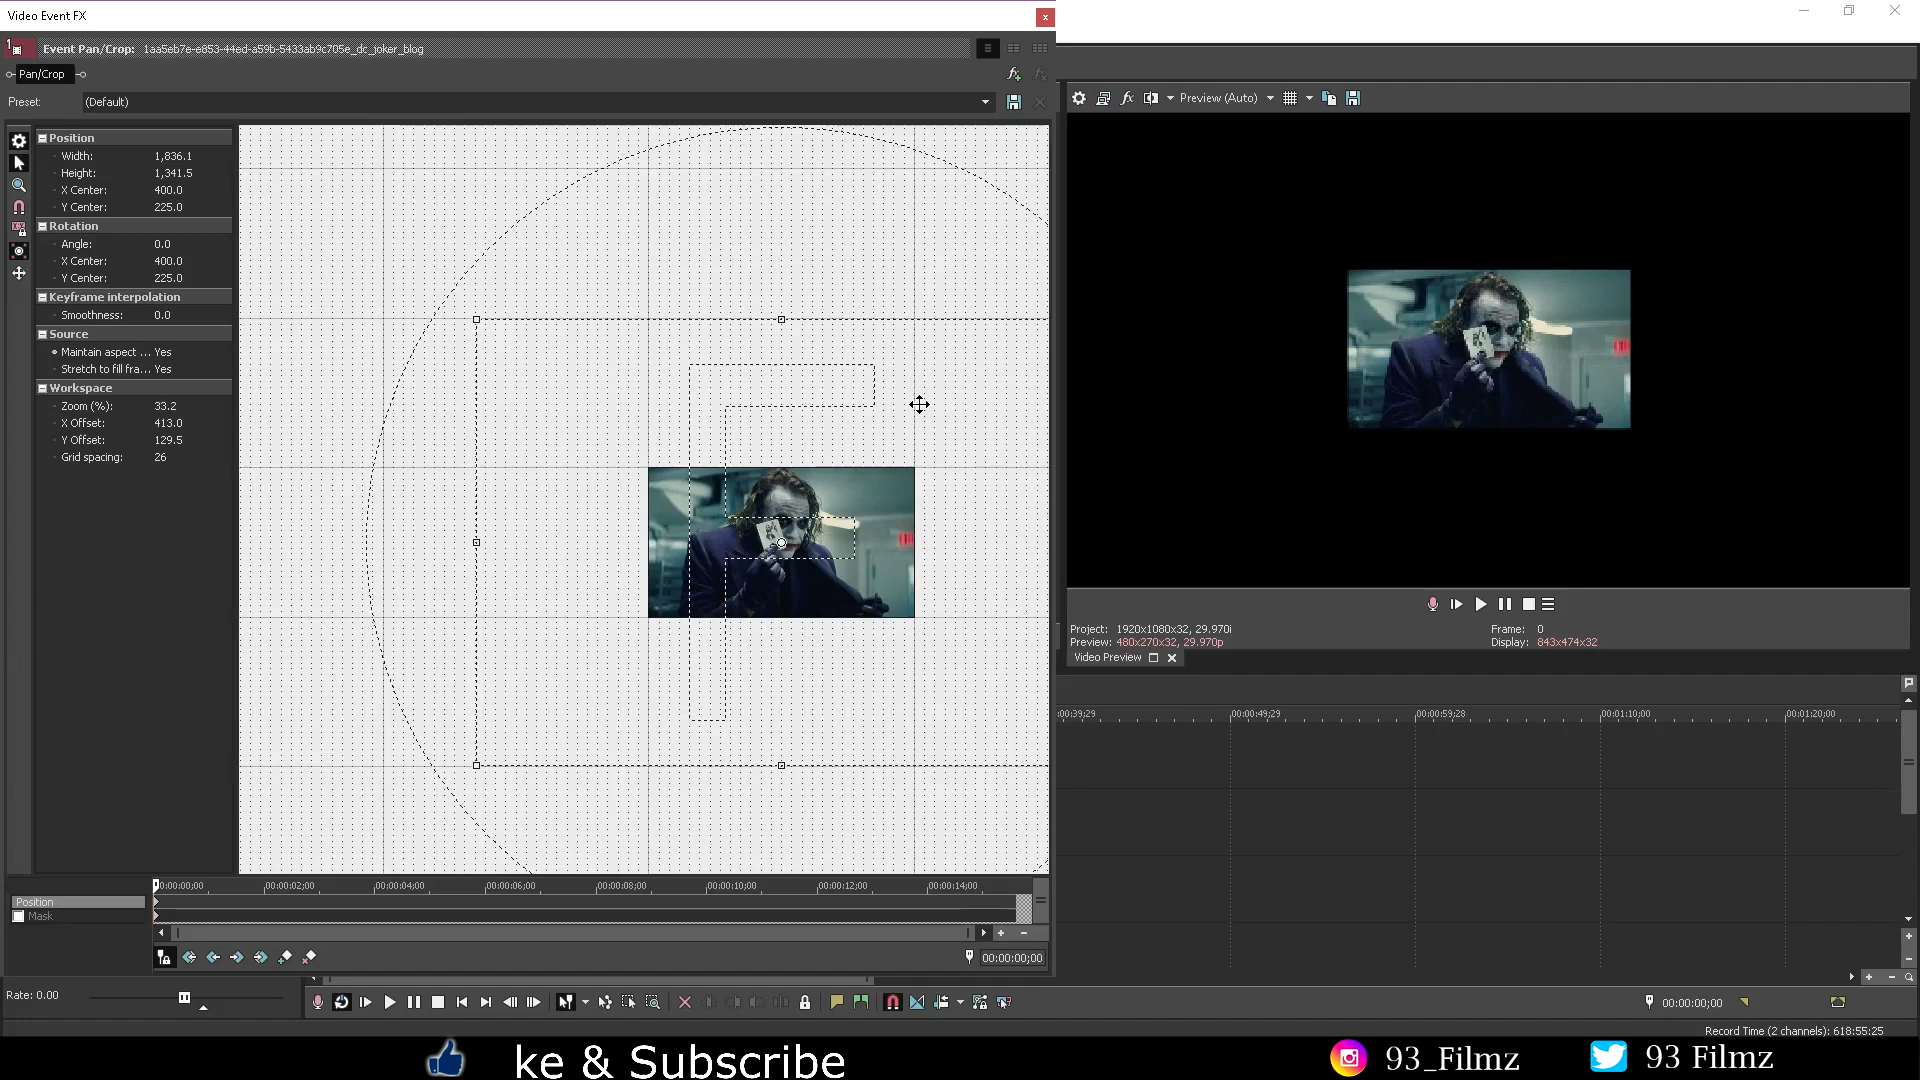 Video Event FX
Event Pan/Crop: 1aa5eb7e-e853-44ed-a59b-5433ab9c705e_dc_joker_blog
Pan/Crop
Preset: (Default)
Position
Width: 1,836.1
Height: 1,341.5
X Center: 400.0
Y Center: 225.0
Rotation
Angle: 0.0
X Center: 400.0
Y Center: 225.0
Keyframe interpolation
Smoothness: 0.0
Source
Maintain aspect ... Yes
Stretch to fill fra... Yes
Workspace
Zoom (%): 33.2
X Offset: 413.0
Y Offset: 129.5
Grid spacing: 26
Preview (Auto)
Project: 1920x1080x32, 29.970i
Frame: 0
Preview: 480x270x32, 29.970p
Display: 843x474x32
Video Preview
:00:39;29 00:00:49;29 00:00:59;28 00:01:10;00 00:01:20;00
00:00:00;00 00:00:02;00 00:00:04;00 00:00:06;00 00:00:08;00 00:00:10;00 00:00:12;00 00:00:14;00
Position
Mask
00:00:00;00
Rate: 0.00
00:00:00;00
Record Time (2 channels): 618:55:25
ke & Subscribe
93_Filmz
93 Filmz